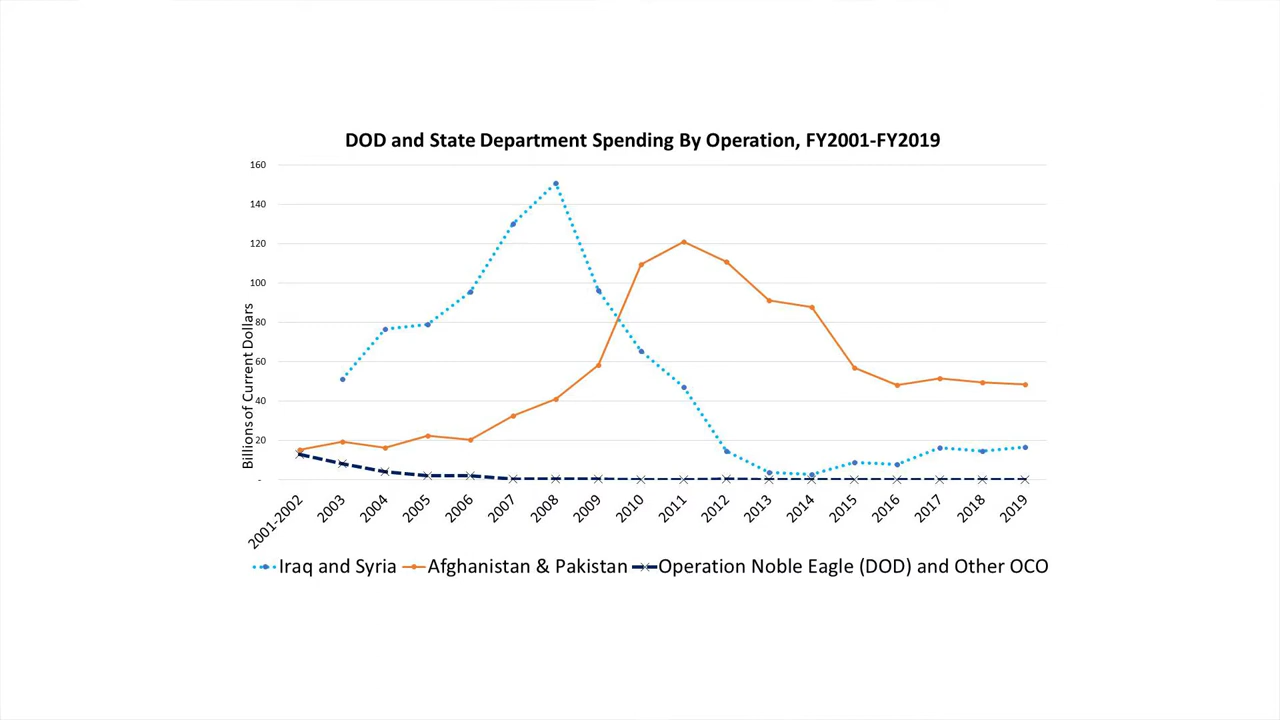 DOD and State Department Spending By Operation, FY2001-FY2019
Billions of Current Dollars
160
140
120
100
80
60
40
20
-
2001-2002 2003 2004 2005 2006 2007 2008 2009 2010 2011 2012 2013 2014 2015 2016 2017 2018 2019
Iraq and Syria Afghanistan & Pakistan Operation Noble Eagle (DOD) and Other OCO